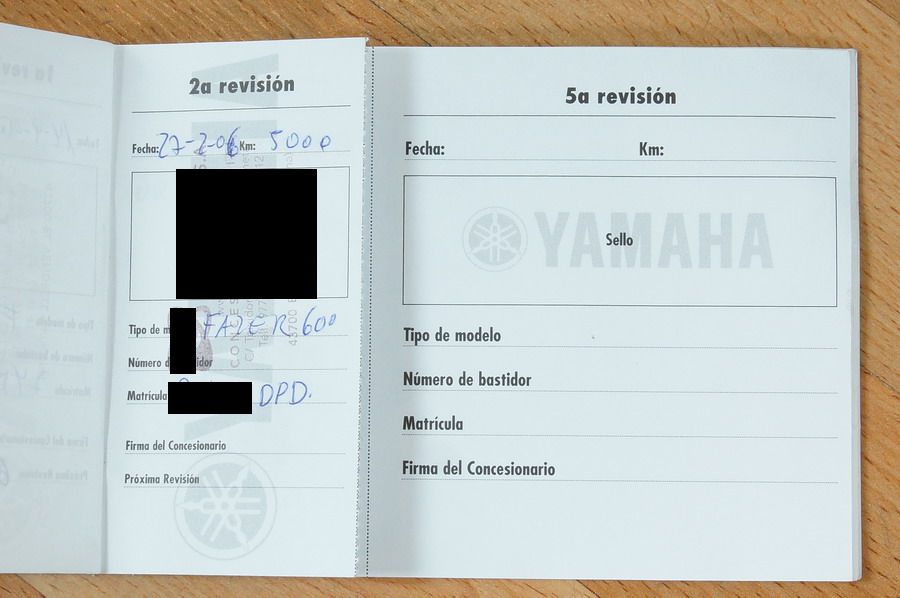 2a revisión
Fecha: 27-2-06 Km: 5000
Tipo de m FAZER 600
Número d tidor
Matrícula DPD.
Firma del Concesionario
Próxima Revisión
5a revisión
Fecha: Km:
YAMAHA
Sello
Tipo de modelo
Número de bastidor
Matrícula
Firma del Concesionario